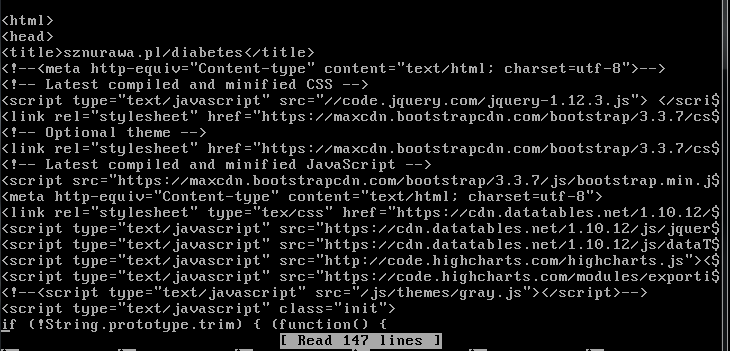 <html>
<head>
<title>sznurawa.pl/diabetes</title>
<!--<meta http-equiv="Content-type" content="text/html; charset=utf-8">-->
<!-- Latest compiled and minified CSS -->
<script type="text/javascript" src="//code.jquery.com/jquery-1.12.3.js"> </scri$
<link rel="stylesheet" href="https://maxcdn.bootstrapcdn.com/bootstrap/3.3.7/cs$
<!-- Optional theme -->
<link rel="stylesheet" href="https://maxcdn.bootstrapcdn.com/bootstrap/3.3.7/cs$
<!-- Latest compiled and minified JavaScript -->
<script src="https://maxcdn.bootstrapcdn.com/bootstrap/3.3.7/js/bootstrap.min.j$
<meta http-equiv="Content-type" content="text/html; charset=utf-8">
<link rel="stylesheet" type="tex/css" href="https://cdn.datatables.net/1.10.12/$
<script type="text/javascript" src="https://cdn.datatables.net/1.10.12/js/jquer$
<script type="text/javascript" src="https://cdn.datatables.net/1.10.12/js/dataT$
<script type="text/javascript" src="http://code.highcharts.com/highcharts.js"><$
<script type="text/javascript" src="https://code.highcharts.com/modules/exporti$
<!--<script type="text/javascript" src="/js/themes/gray.js"></script>-->
<script type="text/javascript" class="init">
if (!String.prototype.trim) { (function() {
[ Read 147 lines ]